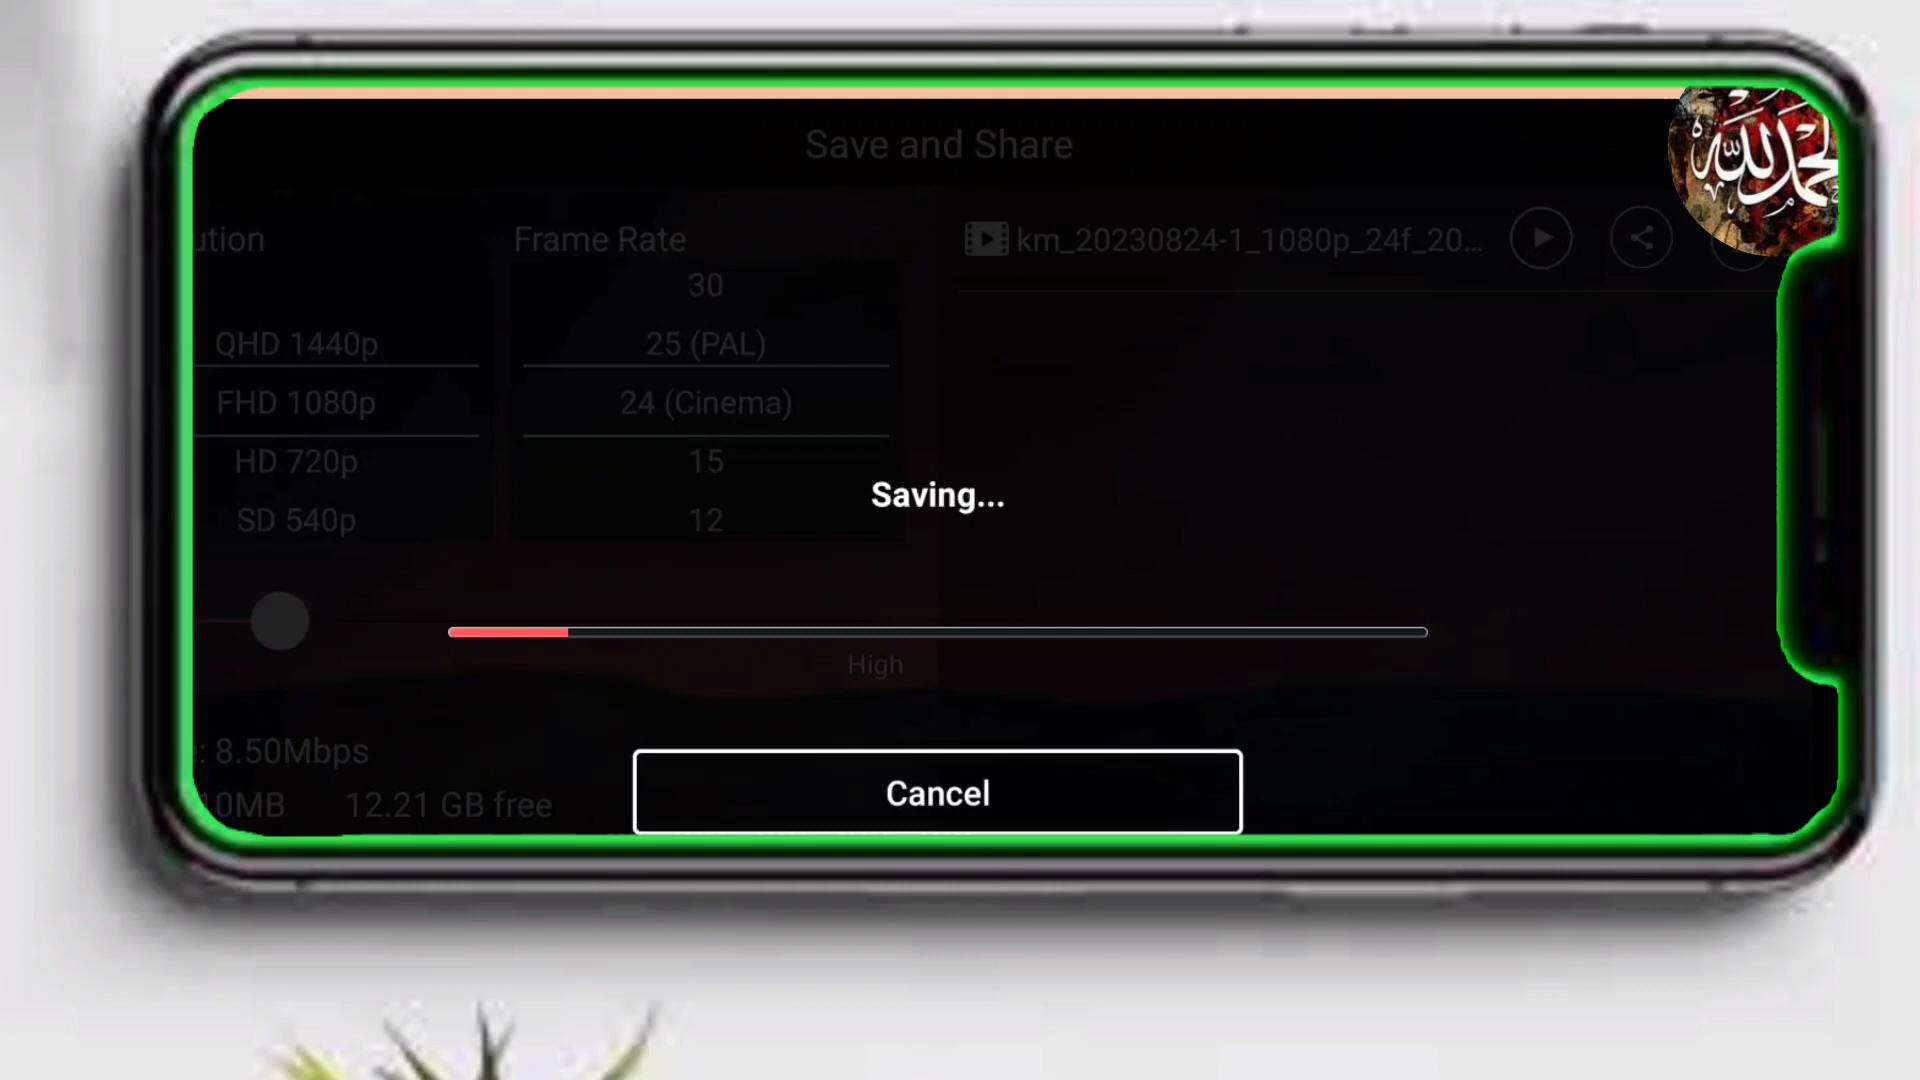 Save and Share
ution
Frame Rate
km_20230824-1_1080p_24f_20...
30
QHD 1440p
25 (PAL)
FHD 1080p
24 (Cinema)
HD 720p
15
SD 540p
12
Saving...
High
e: 8.50Mbps
10MB
12.21 GB free
Cancel
الحمد لله